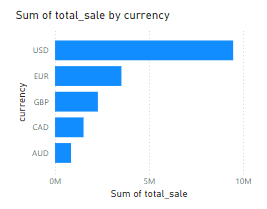 Sum of total_sale by currency
USD
EUR
GBP
CAD
AUD
currency
0M 5M 10M
Sum of total_sale